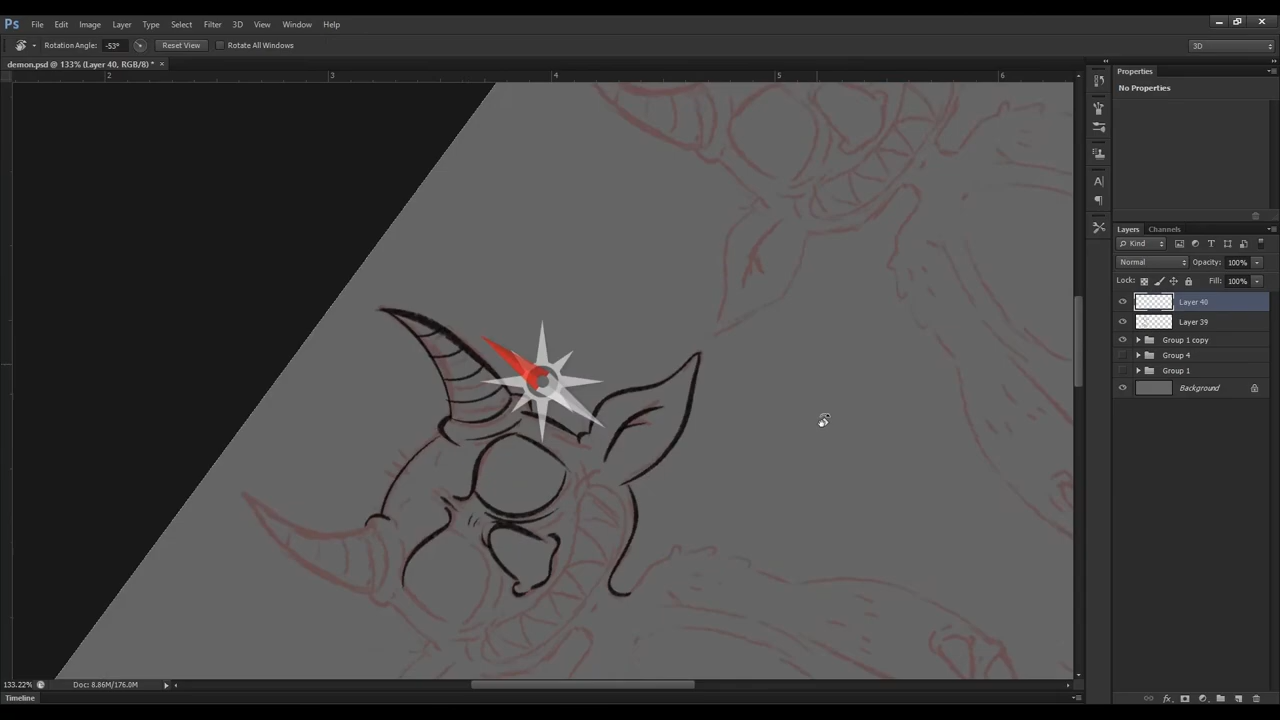 Ps File Edit Image Layer Type Select Filter 3D View Window Help
Rotation Angle: -53° Reset View Rotate All Windows 3D
demon.psd @ 133% (Layer 40, RGB/8) * ×
2 3 4 5 6
Properties
No Properties
Layers Channels
Kind
Normal Opacity: 100%
Lock: Fill: 100%
Layer 40
Layer 39
Group 1 copy
Group 4
Group 1
Background
133.22% Doc: 8.86M/176.0M
Timeline